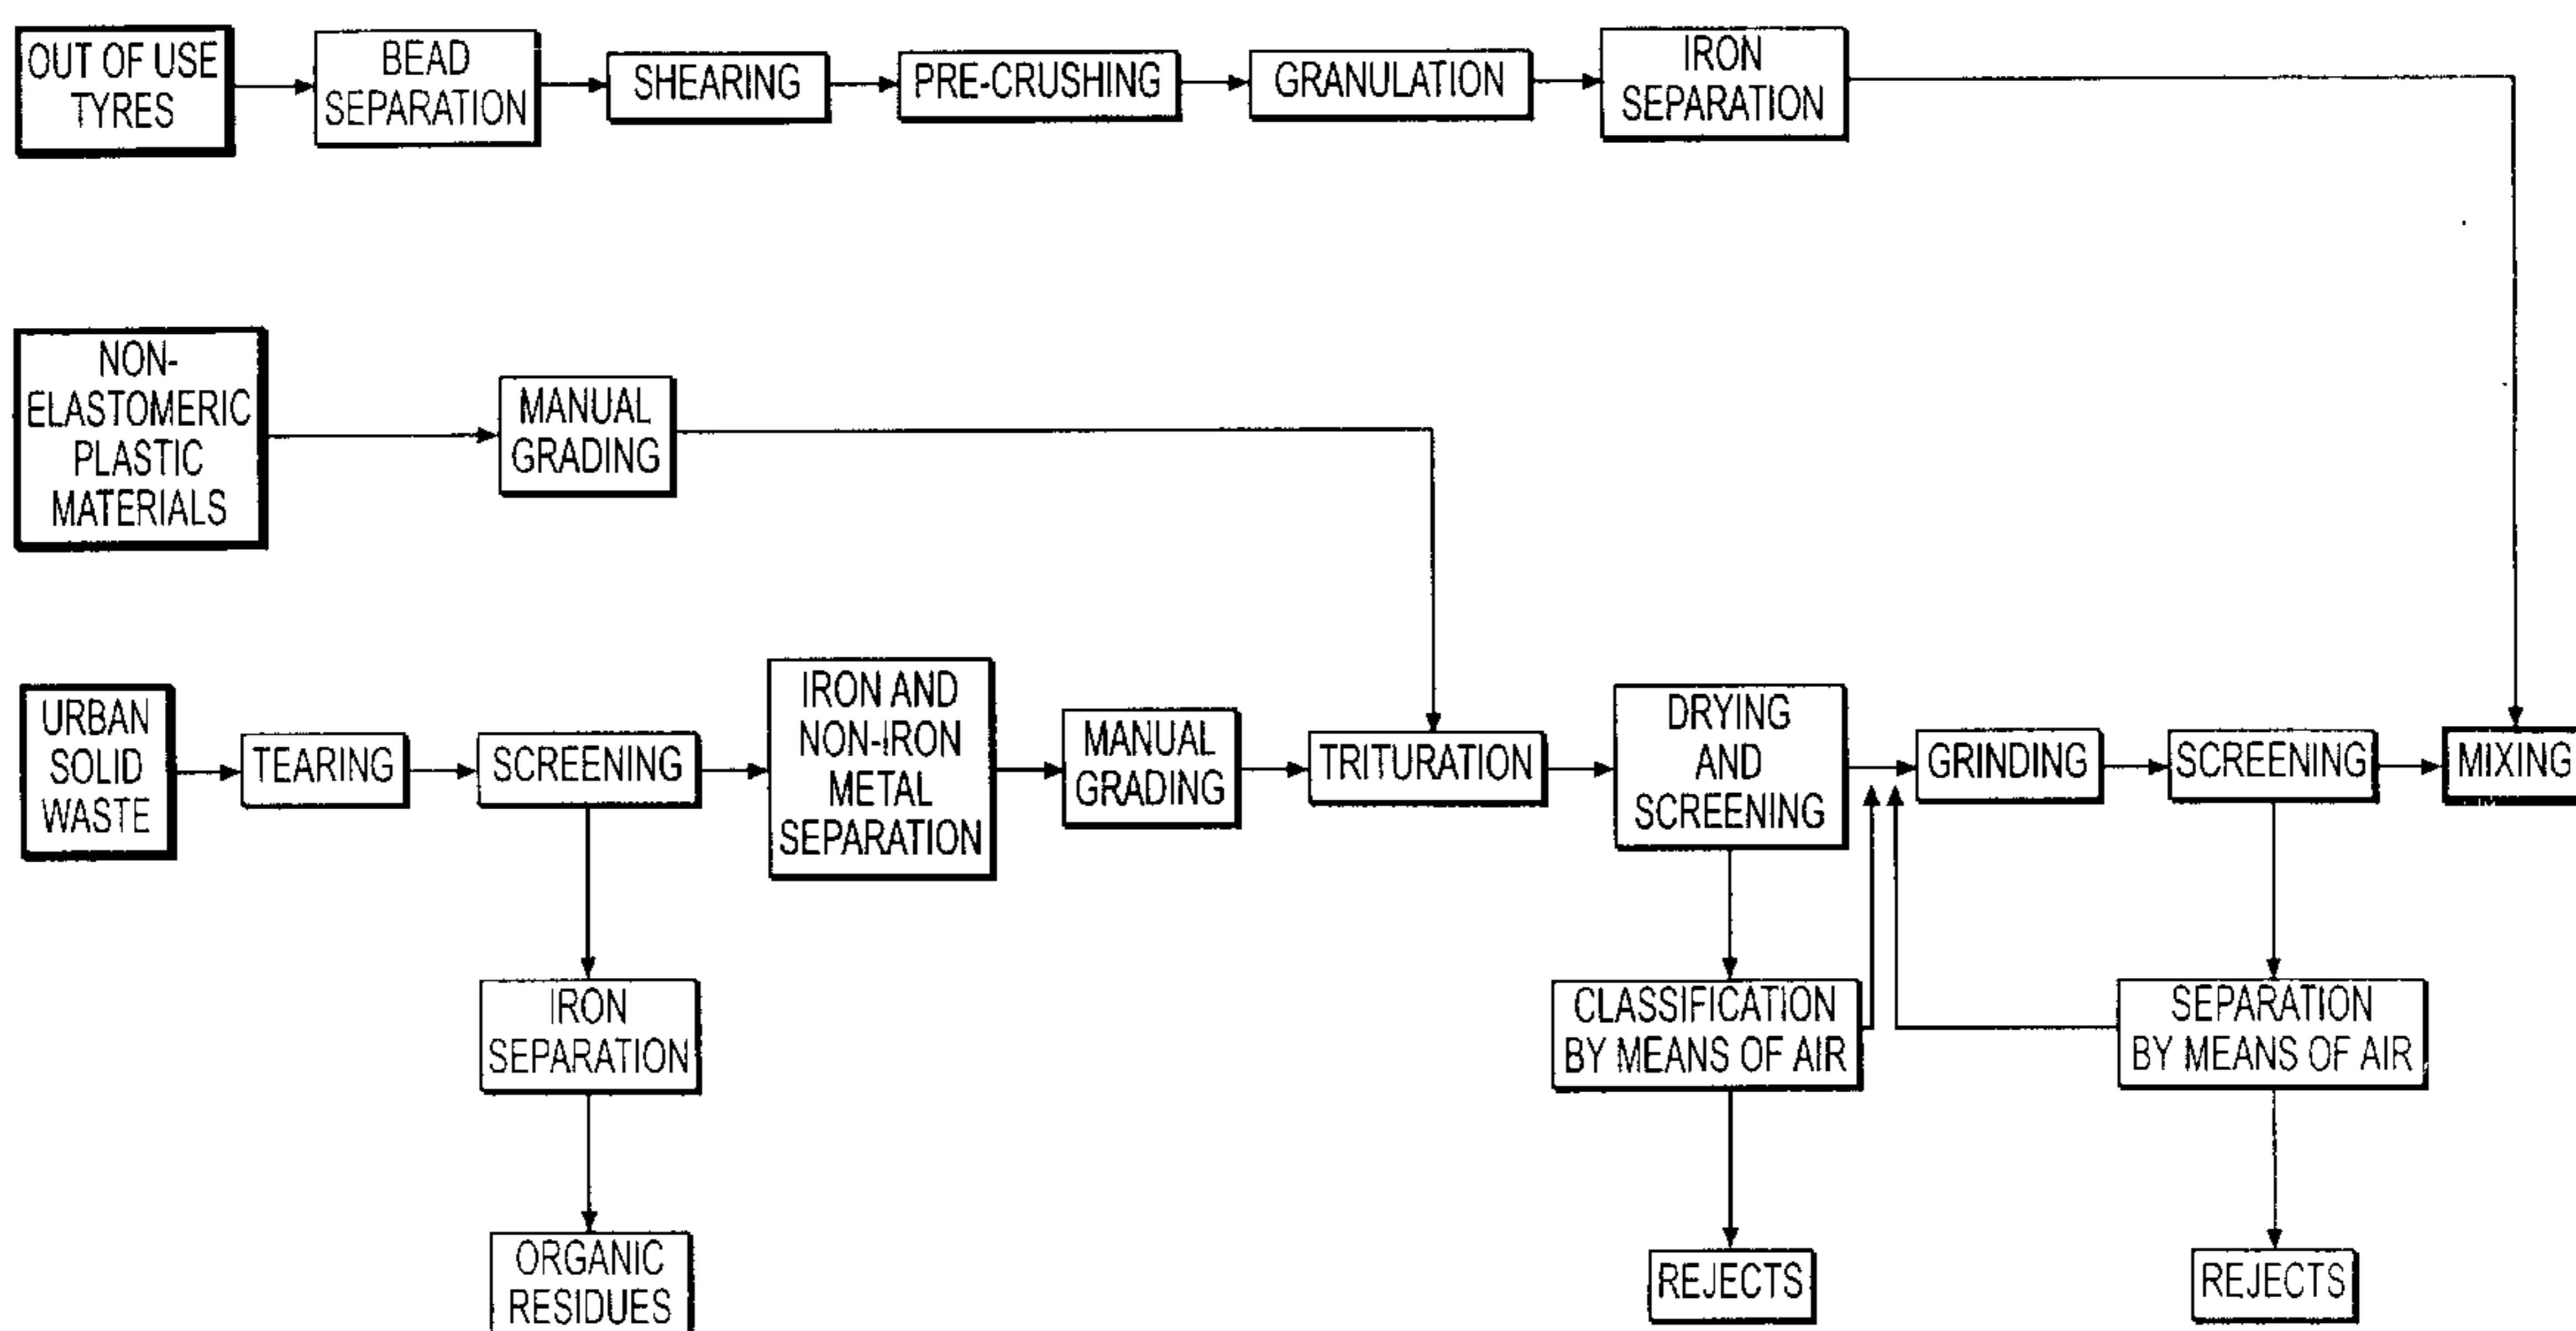 OUT OF USE
TYRES
BEAD
SEPARATION
SHEARING
PRE-CRUSHING
GRANULATION
IRON
SEPARATION
NON-
ELASTOMERIC
PLASTIC
MATERIALS
MANUAL
GRADING
URBAN
SOLID
WASTE
TEARING
SCREENING
IRON AND
NON-IRON
METAL
SEPARATION
MANUAL
GRADING
TRITURATION
DRYING
AND
SCREENING
GRINDING
SCREENING
MIXING
IRON
SEPARATION
CLASSIFICATION
BY MEANS OF AIR
SEPARATION
BY MEANS OF AIR
ORGANIC
RESIDUES
REJECTS
REJECTS